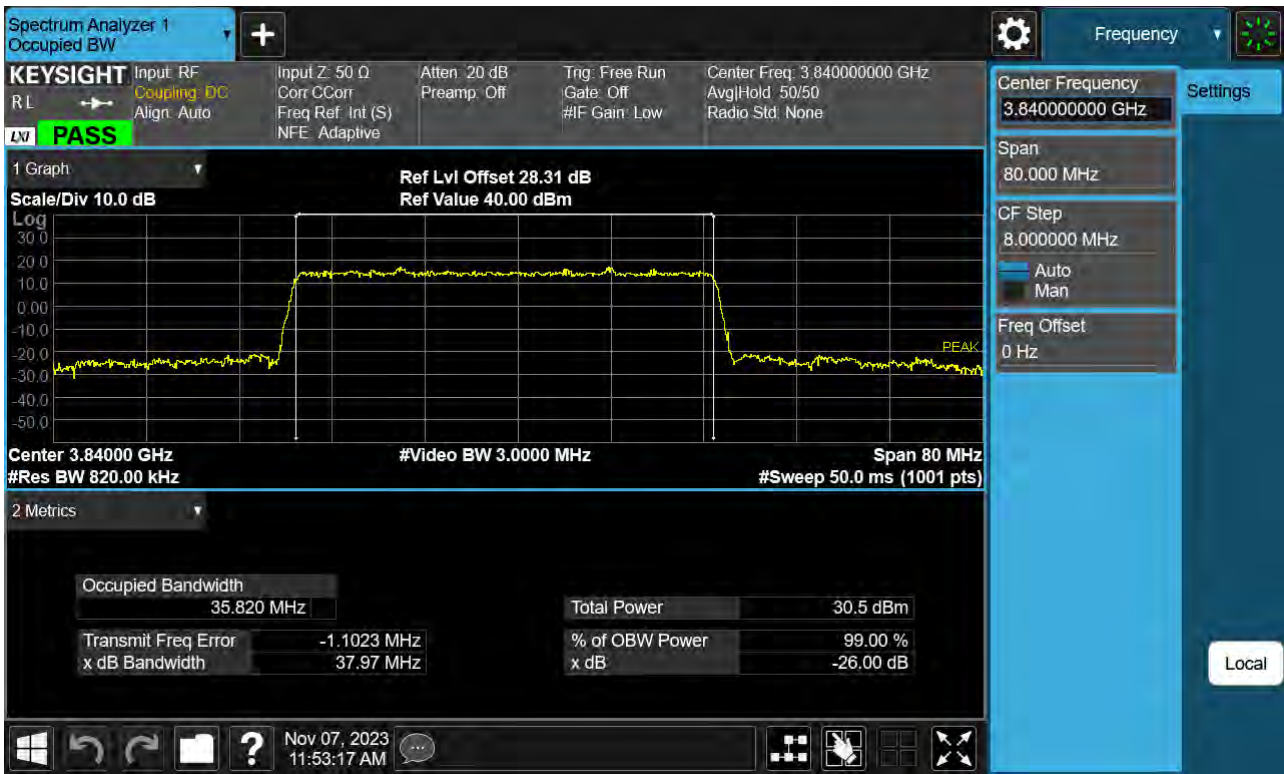 Spectrum Analyzer 1
Occupied BW
+
Frequency
KEYSIGHT
R L
LXI
PASS
Input: RF
Coupling: DC
Align: Auto
Input Z: 50 Ω
Corr CCorr
Freq Ref: Int (S)
NFE: Adaptive
Atten: 20 dB
Preamp: Off
Trig: Free Run
Gate: Off
#IF Gain: Low
Center Freq: 3.840000000 GHz
Avg|Hold: 50/50
Radio Std: None
Center Frequency
3.840000000 GHz
Settings
Span
80.000 MHz
CF Step
8.000000 MHz
Auto
Man
Freq Offset
0 Hz
1 Graph
Scale/Div 10.0 dB
Ref Lvl Offset 28.31 dB
Ref Value 40.00 dBm
Log
30.0
20.0
10.0
0.00
-10.0
-20.0
-30.0
-40.0
-50.0
PEAK
Center 3.84000 GHz
#Video BW 3.0000 MHz
Span 80 MHz
#Res BW 820.00 kHz
#Sweep 50.0 ms (1001 pts)
2 Metrics
Occupied Bandwidth
35.820 MHz
Total Power 30.5 dBm
Transmit Freq Error -1.1023 MHz
% of OBW Power 99.00 %
x dB Bandwidth 37.97 MHz
x dB -26.00 dB
Local
?
Nov 07, 2023
11:53:17 AM